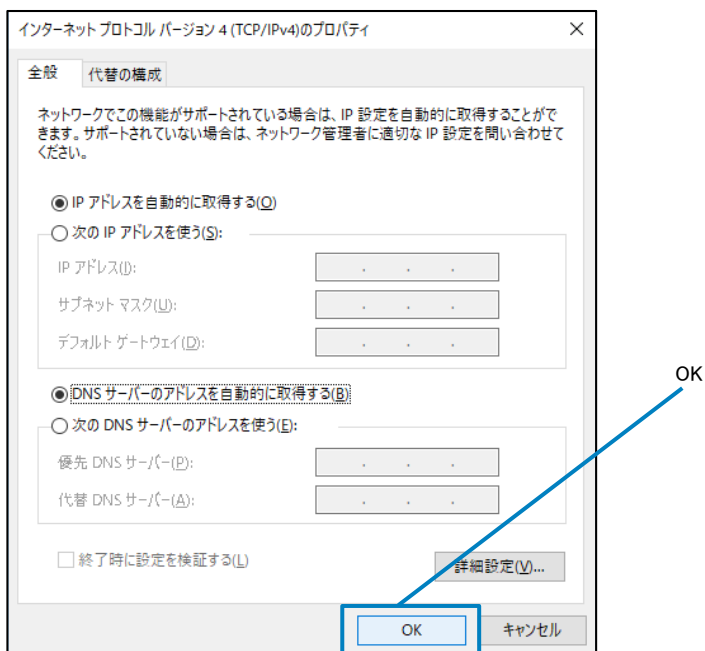 インターネット プロトコル バージョン 4 (TCP/IPv4)のプロパティ
全般
代替の構成
ネットワークでこの機能がサポートされている場合は、IP 設定を自動的に取得することがで
きます。サポートされていない場合は、ネットワーク管理者に適切な IP 設定を問い合わせて
ください。
IP アドレスを自動的に取得する(O)
次の IP アドレスを使う(S):
IP アドレス(I):
サブネット マスク(U):
デフォルト ゲートウェイ(D):
DNS サーバーのアドレスを自動的に取得する(B)
次の DNS サーバーのアドレスを使う(E):
優先 DNS サーバー(P):
代替 DNS サーバー(A):
終了時に設定を検証する(L)
詳細設定(V)...
OK
キャンセル
OK